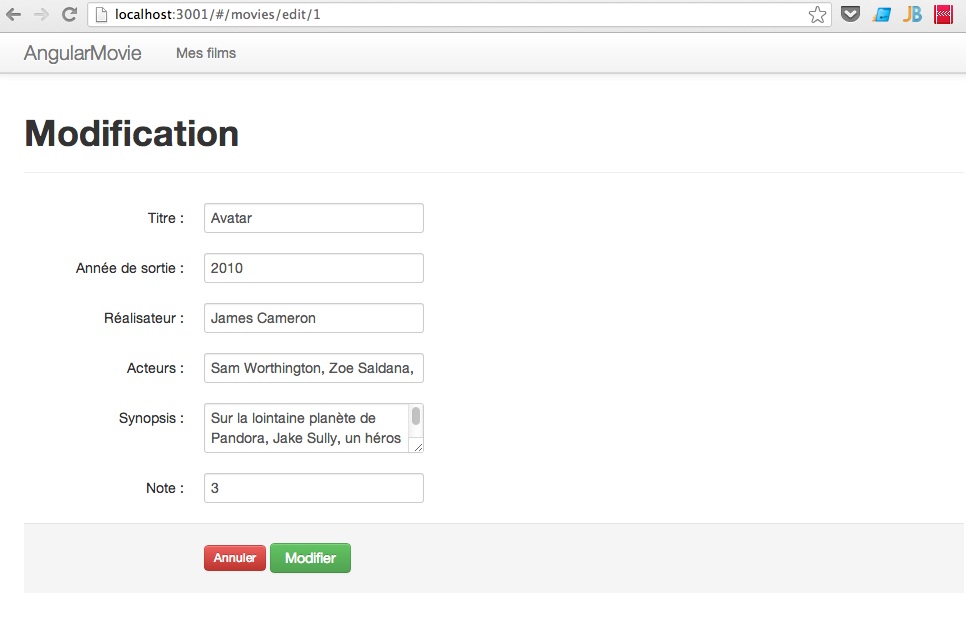 localhost:3001/#/movies/edit/1
JB
AngularMovie Mes films
Modification
Titre : Avatar
Année de sortie : 2010
Réalisateur : James Cameron
Acteurs : Sam Worthington, Zoe Saldana,
Synopsis : Sur la lointaine planète de
Pandora, Jake Sully, un héros
Note : 3
Annuler Modifier